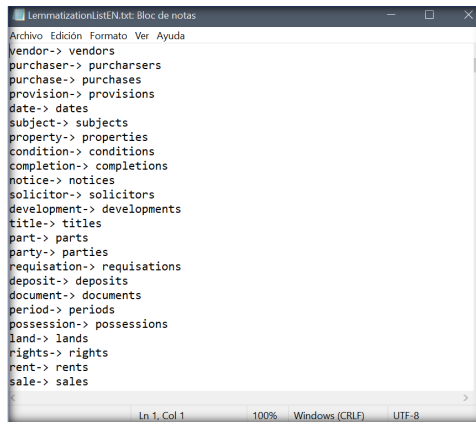 LemmatizationListEN.txt: Bloc de notas
Archivo Edición Formato Ver Ayuda
vendor-> vendors
purchaser-> purcharsers
purchase-> purchases
provision-> provisions
date-> dates
subject-> subjects
property-> properties
condition-> conditions
completion-> completions
notice-> notices
solicitor-> solicitors
development-> developments
title-> titles
part-> parts
party-> parties
requisation-> requisations
deposit-> deposits
document-> documents
period-> periods
possession-> possessions
land-> lands
rights-> rights
rent-> rents
sale-> sales
Ln 1, Col 1 100% Windows (CRLF) UTF-8